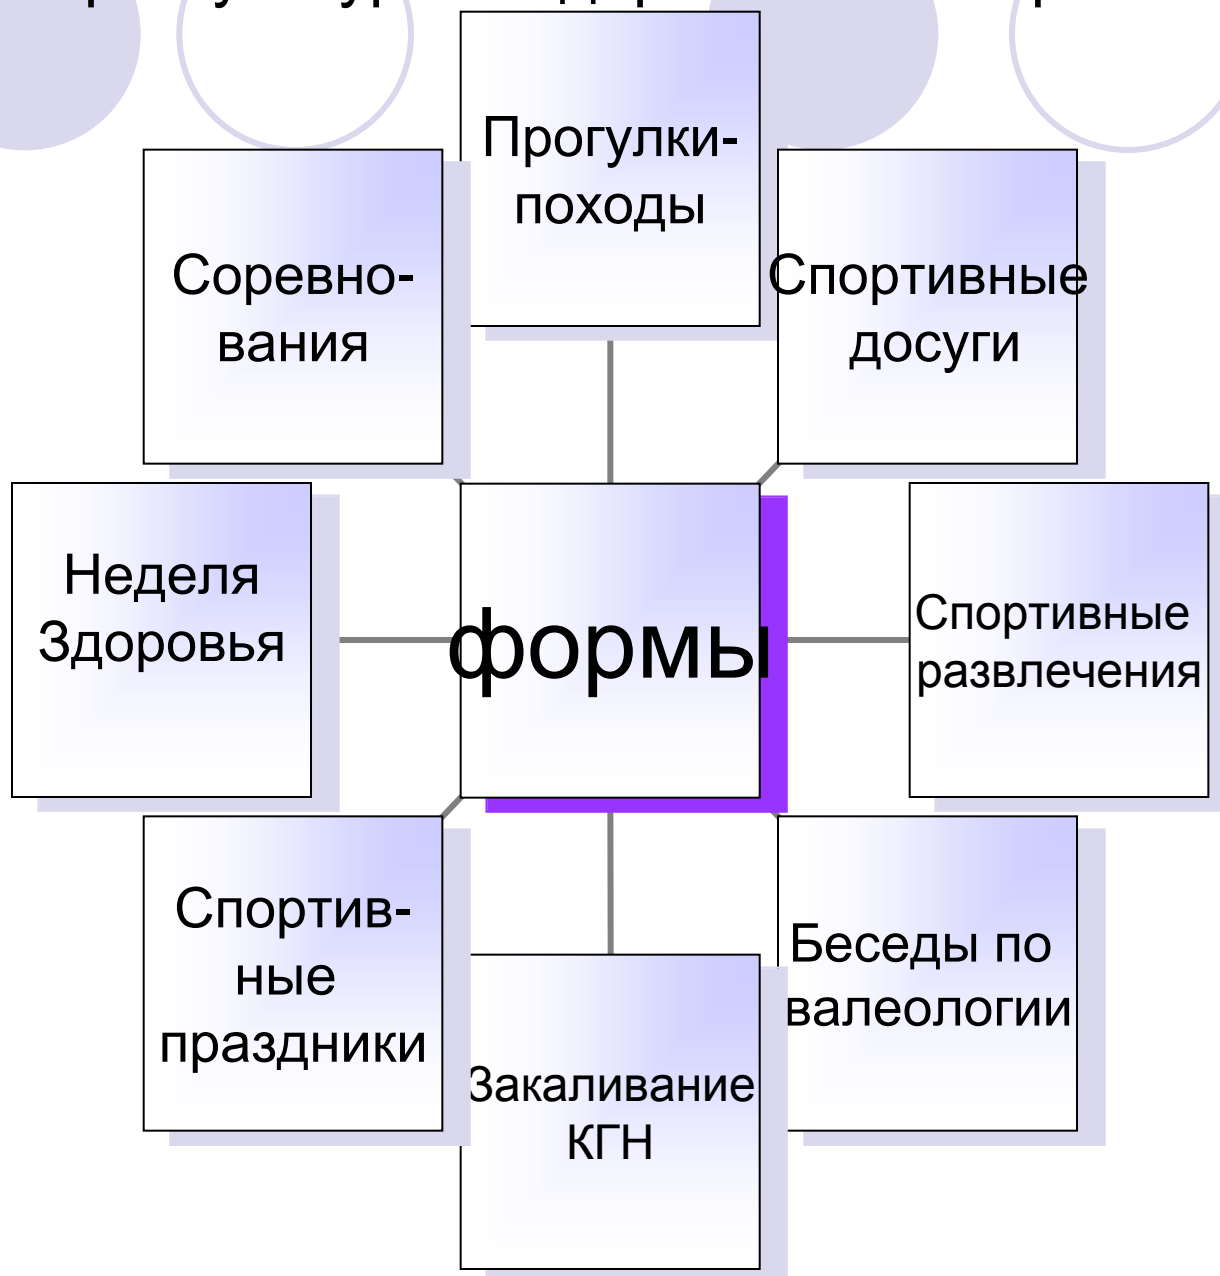 Прогулки-
походы
Соревно-
вания
Спортивные
досуги
Неделя
Здоровья
формы
Спортивные
развлечения
Спортив-
ные
праздники
Беседы по
валеологии
Закаливание
КГН